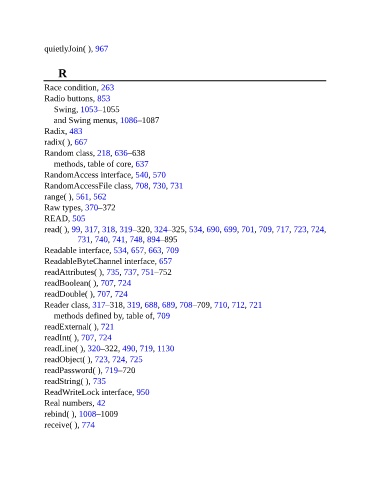 quietlyJoin( ), 967
R
Race condition, 263
Radio buttons, 853
Swing, 1053–1055
and Swing menus, 1086–1087
Radix, 483
radix( ), 667
Random class, 218, 636–638
methods, table of core, 637
RandomAccess interface, 540, 570
RandomAccessFile class, 708, 730, 731
range( ), 561, 562
Raw types, 370–372
READ, 505
read( ), 99, 317, 318, 319–320, 324–325, 534, 690, 699, 701, 709, 717, 723, 724,
731, 740, 741, 748, 894–895
Readable interface, 534, 657, 663, 709
ReadableByteChannel interface, 657
readAttributes( ), 735, 737, 751–752
readBoolean( ), 707, 724
readDouble( ), 707, 724
Reader class, 317–318, 319, 688, 689, 708–709, 710, 712, 721
methods defined by, table of, 709
readExternal( ), 721
readInt( ), 707, 724
readLine( ), 320–322, 490, 719, 1130
readObject( ), 723, 724, 725
readPassword( ), 719–720
readString( ), 735
ReadWriteLock interface, 950
Real numbers, 42
rebind( ), 1008–1009
receive( ), 774